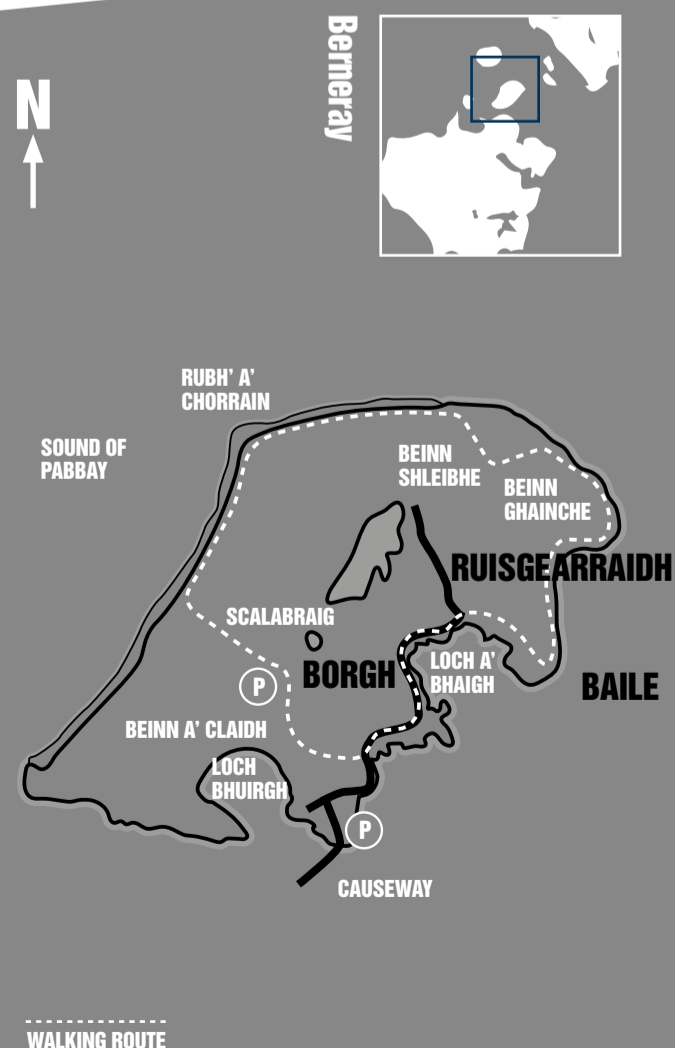 Berneray
N
RUBH' A'
CHORRAIN
SOUND OF
PABBAY
BEINN
SHLEIBHE
BEINN
GHAINCHE
RUISGEARRAIDH
SCALABRAIG
BORGH
LOCH A'
BHAIGH
P
BAILE
BEINN A' CLAIDH
LOCH
BHUIRGH
P
CAUSEWAY
WALKING ROUTE